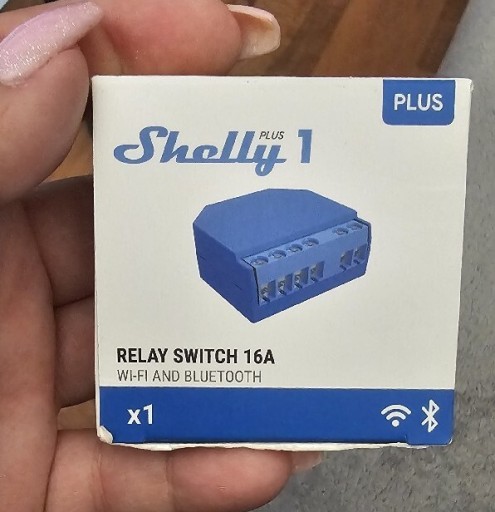 PLUS
Shelly PLUS 1
RELAY SWITCH 16A
WI-FI AND BLUETOOTH
x1